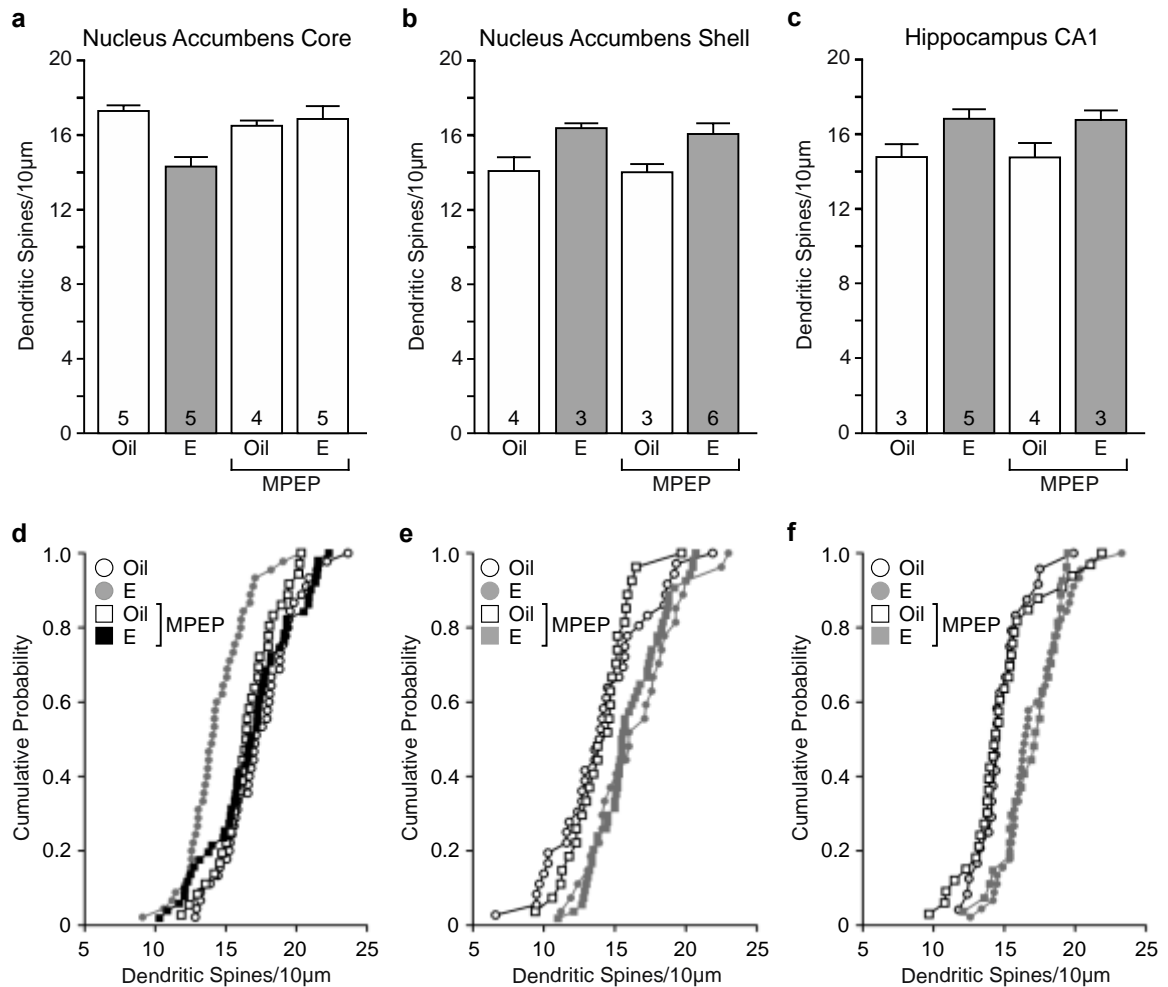 a
Nucleus Accumbens Core
Dendritic Spines/10µm
20
16
12
8
4
0
5
5
4
5
Oil
E
Oil
E
MPEP
b
Nucleus Accumbens Shell
Dendritic Spines/10µm
20
16
12
8
4
0
4
3
3
6
Oil
E
Oil
E
MPEP
c
Hippocampus CA1
Dendritic Spines/10µm
20
16
12
8
4
0
3
5
4
3
Oil
E
Oil
E
MPEP
d
Cumulative Probability
1.0
0.8
0.6
0.4
0.2
0
Oil
E
Oil
E
MPEP
5
10
15
20
25
Dendritic Spines/10µm
e
Cumulative Probability
1.0
0.8
0.6
0.4
0.2
0
Oil
E
Oil
E
MPEP
5
10
15
20
25
Dendritic Spines/10µm
f
Cumulative Probability
1.0
0.8
0.6
0.4
0.2
0
Oil
E
Oil
E
MPEP
5
10
15
20
25
Dendritic Spines/10µm